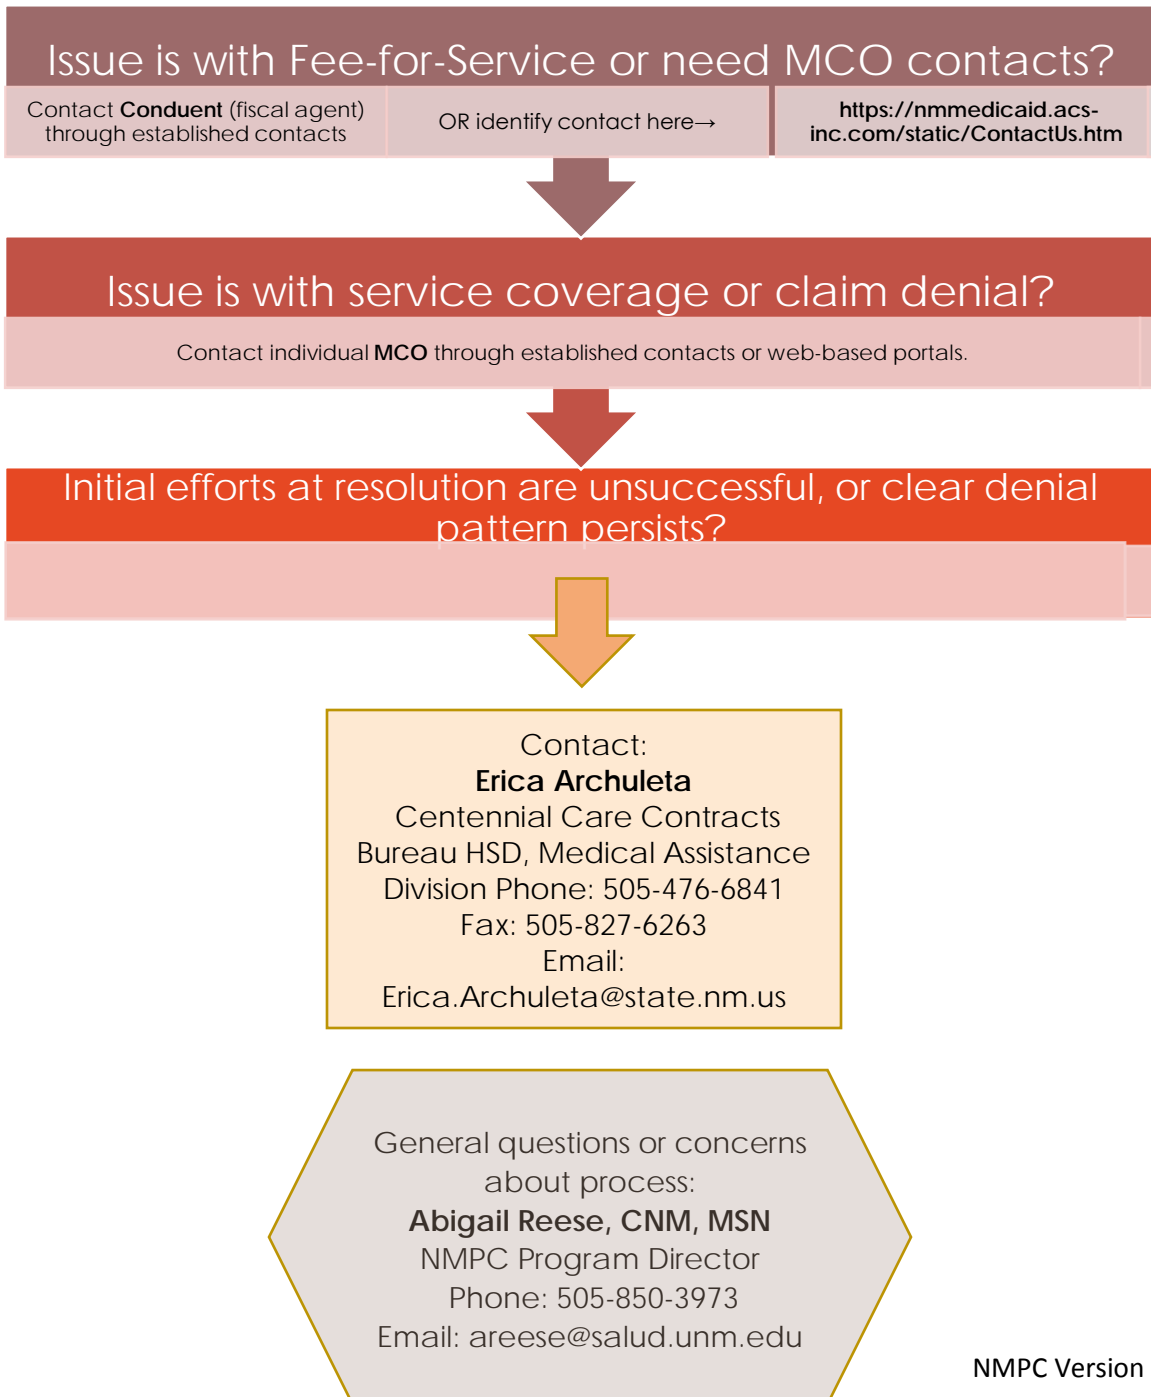 Issue is with Fee-for-Service or need MCO contacts?
Contact Conduent (fiscal agent)
through established contacts
OR identify contact here→
https://nmmedicaid.acs-
inc.com/static/ContactUs.htm
Issue is with service coverage or claim denial?
Contact individual MCO through established contacts or web-based portals.
Initial efforts at resolution are unsuccessful, or clear denial
pattern persists?
Contact:
Erica Archuleta
Centennial Care Contracts
Bureau HSD, Medical Assistance
Division Phone: 505-476-6841
Fax: 505-827-6263
Email:
Erica.Archuleta@state.nm.us
General questions or concerns
about process:
Abigail Reese, CNM, MSN
NMPC Program Director
Phone: 505-850-3973
Email: areese@salud.unm.edu
NMPC Version